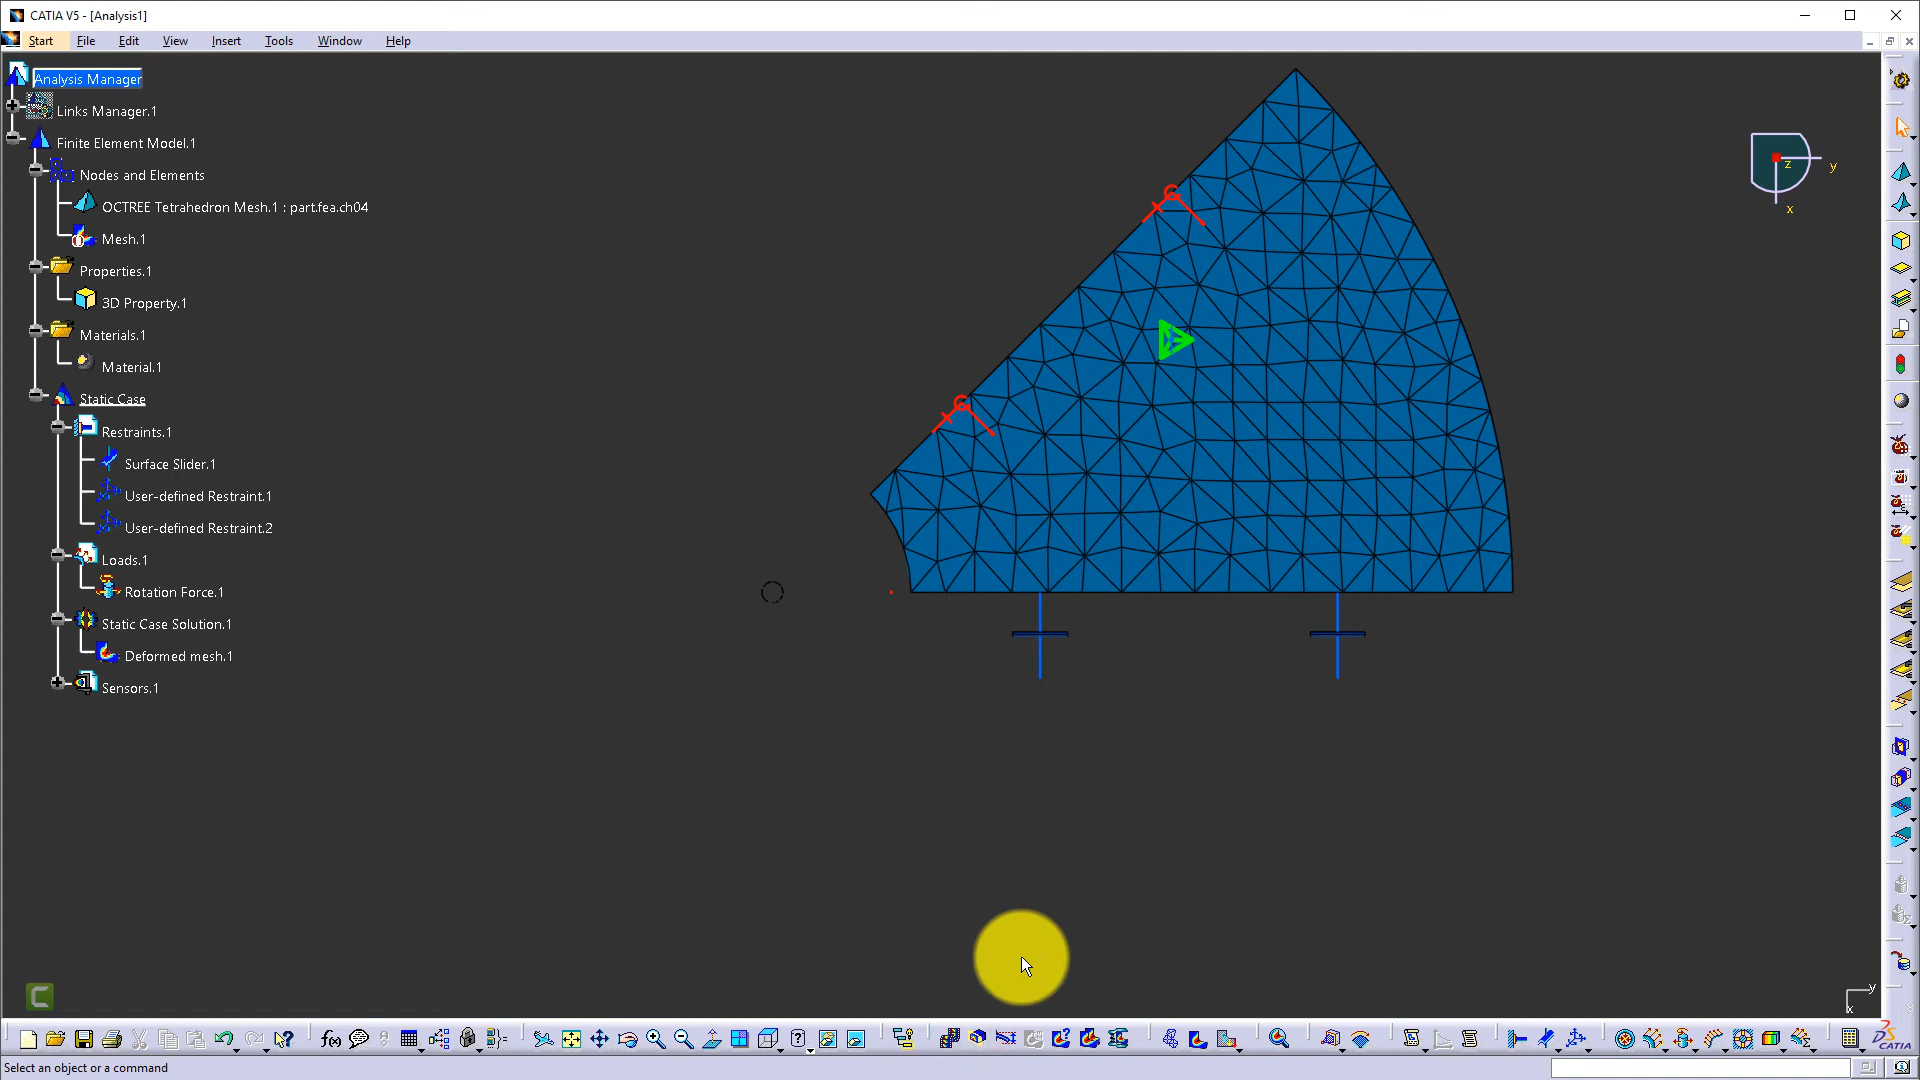 CATIA V5 - [Analysis1]
Start File Edit View Insert Tools Window Help
Analysis Manager
Links Manager.1
Finite Element Model.1
Nodes and Elements
OCTREE Tetrahedron Mesh.1 : part.fea.ch04
Mesh.1
Properties.1
3D Property.1
Materials.1
Material.1
Static Case
Restraints.1
Surface Slider.1
User-defined Restraint.1
User-defined Restraint.2
Loads.1
Rotation Force.1
Static Case Solution.1
Deformed mesh.1
Sensors.1
z
y
x
y
x
f(x)
CATIA
Select an object or a command